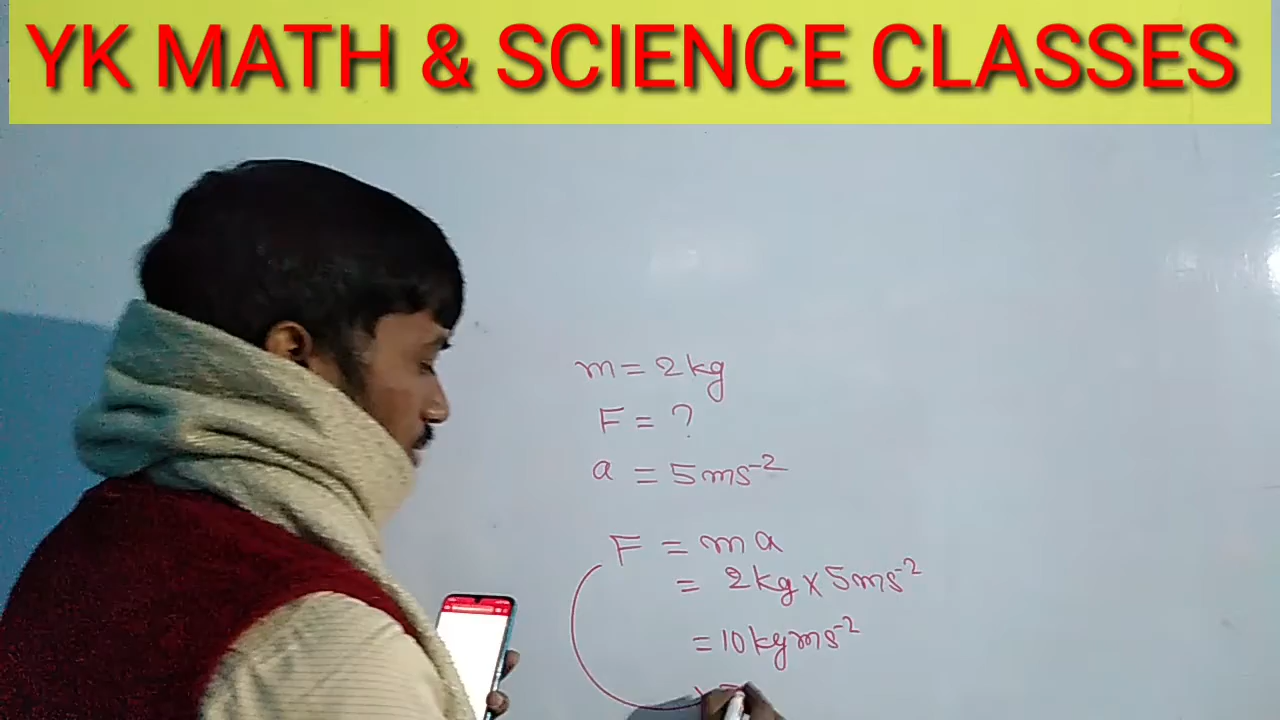 YK MATH & SCIENCE CLASSES
m = 2kg
F = ?
a = 5ms⁻²
F = ma
= 2kg × 5ms⁻²
= 10kgms⁻²